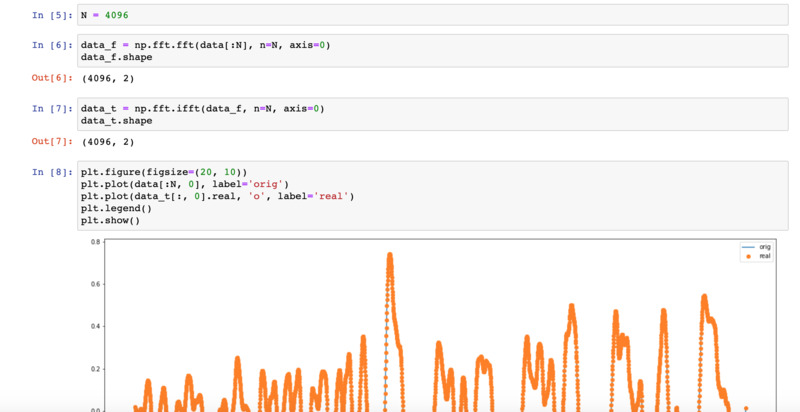 In [5]: N = 4096
In [6]: data_f = np.fft.fft(data[:N], n=N, axis=0)
data_f.shape
Out[6]: (4096, 2)
In [7]: data_t = np.fft.ifft(data_f, n=N, axis=0)
data_t.shape
Out[7]: (4096, 2)
In [8]: plt.figure(figsize=(20, 10))
plt.plot(data[:N, 0], label='orig')
plt.plot(data_t[:, 0].real, 'o', label='real')
plt.legend()
plt.show()
0.8
orig
real
0.6
0.4
0.2
0.0